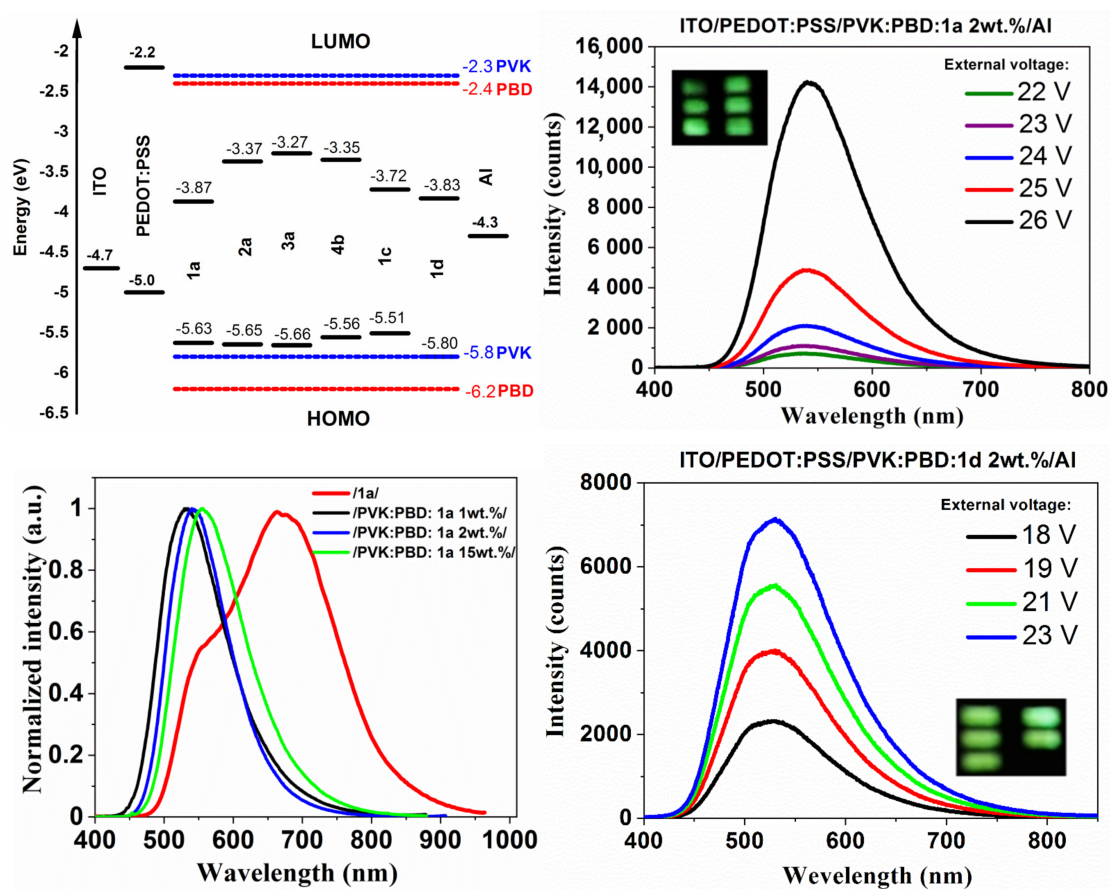 LUMO
-2
-2.2
-2.3 PVK
-2.4 PBD
-2.5
-3
-3.37
-3.27
-3.35
-3.5
-3.87
-3.72
-3.83
Energy (eV)
ITO
PEDOT:PSS
Al
-4
-4.3
-4.5
-4.7
1a
2a
3a
4b
1c
1d
-5
-5.0
-5.5
-5.63
-5.65
-5.66
-5.56
-5.51
-5.80
-5.8 PVK
-6
-6.2 PBD
-6.5
HOMO
ITO/PEDOT:PSS/PVK:PBD:1a 2wt.%/Al
16,000
14,000
12,000
10,000
8 000
6 000
4 000
2 000
0
Intensity (counts)
External voltage:
22 V
23 V
24 V
25 V
26 V
400 500 600 700 800
Wavelength (nm)
1
0.8
0.6
0.4
0.2
0
Normalized intensity (a.u.)
/1a/
/PVK:PBD: 1a 1wt.%/
/PVK:PBD: 1a 2wt.%/
/PVK:PBD: 1a 15wt.%/
400 500 600 700 800 900 1000
Wavelength (nm)
ITO/PEDOT:PSS/PVK:PBD:1d 2wt.%/Al
8000
6000
4000
2000
0
Intensity (counts)
External voltage:
18 V
19 V
21 V
23 V
400 500 600 700 800
Wevelength (nm)